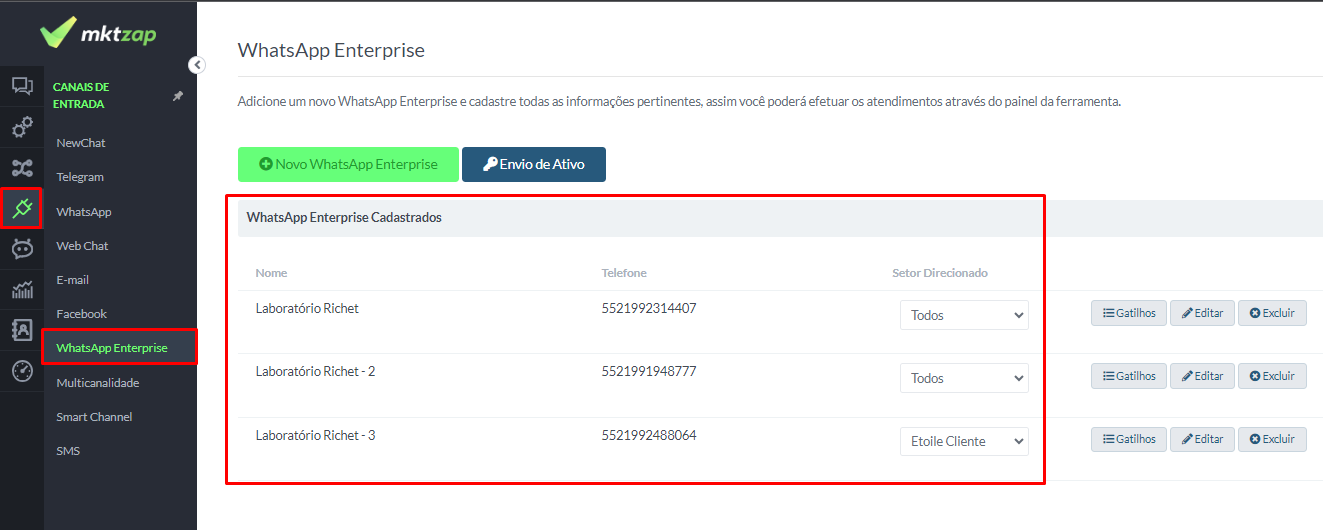 mktzap
CANAIS DE
ENTRADA
NewChat
Telegram
WhatsApp
Web Chat
E-mail
Facebook
WhatsApp Enterprise
Multicanalidade
Smart Channel
SMS
WhatsApp Enterprise
Adicione um novo WhatsApp Enterprise e cadastre todas as informações pertinentes, assim você poderá efetuar os atendimentos através do painel da ferramenta.
Novo WhatsApp Enterprise Envio de Ativo
WhatsApp Enterprise Cadastrados
Nome Telefone Setor Direcionado
Laboratório Richet 5521992314407 Todos Gatilhos Editar Excluir
Laboratório Richet - 2 5521991948777 Todos Gatilhos Editar Excluir
Laboratório Richet - 3 5521992488064 Etoile Cliente Gatilhos Editar Excluir